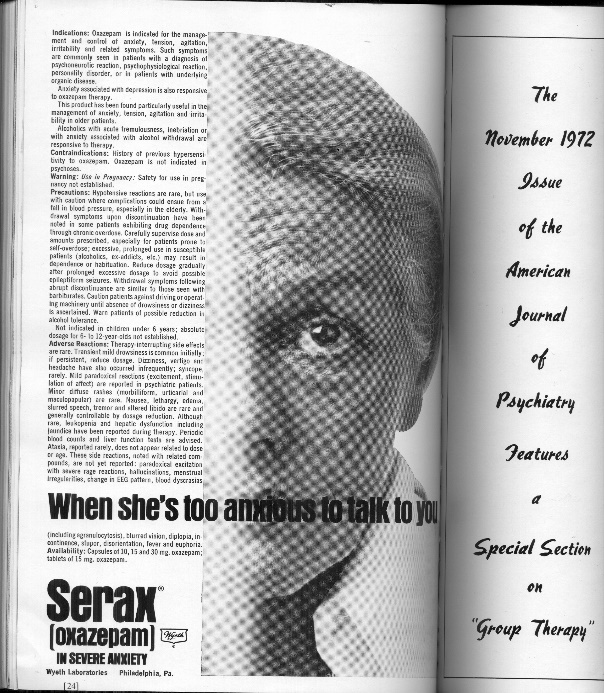 Indications: Oxazepam is indicated for the manage-
ment and control of anxiety, tension, agitation,
irritability and related symptoms. Such symptoms
are commonly seen in patients with a diagnosis of
psychoneurotic reaction, psychophysiological reaction,
personality disorder, or in patients with underlying
organic disease.
Anxiety associated with depression is also responsive
to oxazepam therapy.
This product has been found particularly useful in the
management of anxiety, tension, agitation and irrita-
bility in older patients.
Alcoholics with acute tremulousness, inebriation or
with anxiety associated with alcohol withdrawal are
responsive to therapy.
Contraindications: History of previous hypersensi-
tivity to oxazepam. Oxazepam is not indicated in
psychoses.
Warning: Use in Pregnancy: Safety for use in preg-
nancy not established.
Precautions: Hypotensive reactions are rare, but use
with caution where complications could ensue from a
fall in blood pressure, especially in the elderly. With-
drawal symptoms upon discontinuation have been
noted in some patients exhibiting drug dependence
through chronic overdose. Carefully supervise dose and
amounts prescribed, especially for patients prone to
self-overdose; excessive, prolonged use in susceptible
patients (alcoholics, ex-addicts, etc.) may result in
dependence or habituation. Reduce dosage gradually
after prolonged excessive dosage to avoid possible
epileptiform seizures. Withdrawal symptoms following
abrupt discontinuance are similar to those seen with
barbiturates. Caution patients against driving or operat-
ing machinery until absence of drowsiness or dizziness
is ascertained. Warn patients of possible reduction in
alcohol tolerance.
Not indicated in children under 6 years; absolute
dosage for 6- to 12-year-olds not established.
Adverse Reactions: Therapy-interrupting side effects
are rare. Transient mild drowsiness is common initially;
if persistent, reduce dosage. Dizziness, vertigo and
headache have also occurred infrequently; syncope,
rarely. Mild paradoxical reactions (excitement, stimu-
lation of affect) are reported in psychiatric patients.
Minor diffuse rashes (morbilliform, urticarial and
maculopapular) are rare. Nausea, lethargy, edema,
slurred speech, tremor and altered libido are rare and
generally controllable by dosage reduction. Although
rare, leukopenia and hepatic dysfunction including
jaundice have been reported during therapy. Periodic
blood counts and liver function tests are advised.
Ataxia, reported rarely, does not appear related to dose
or age. These side reactions, noted with related com-
pounds, are not yet reported: paradoxical excitation
with severe rage reactions, hallucinations, menstrual
irregularities, change in EEG pattern, blood dyscrasias
When she's too anxious to talk to you
(including agranulocytosis), blurred vision, diplopia, in-
continence, stupor, disorientation, fever and euphoria.
Availability: Capsules of 10, 15 and 30 mg. oxazepam;
tablets of 15 mg. oxazepam.
Serax®
(oxazepam) Wyeth
IN SEVERE ANXIETY
Wyeth Laboratories Philadelphia, Pa.
[24]
The
November 1972
Issue
of the
American
Journal
of
Psychiatry
Features
a
Special Section
on
"Group Therapy"